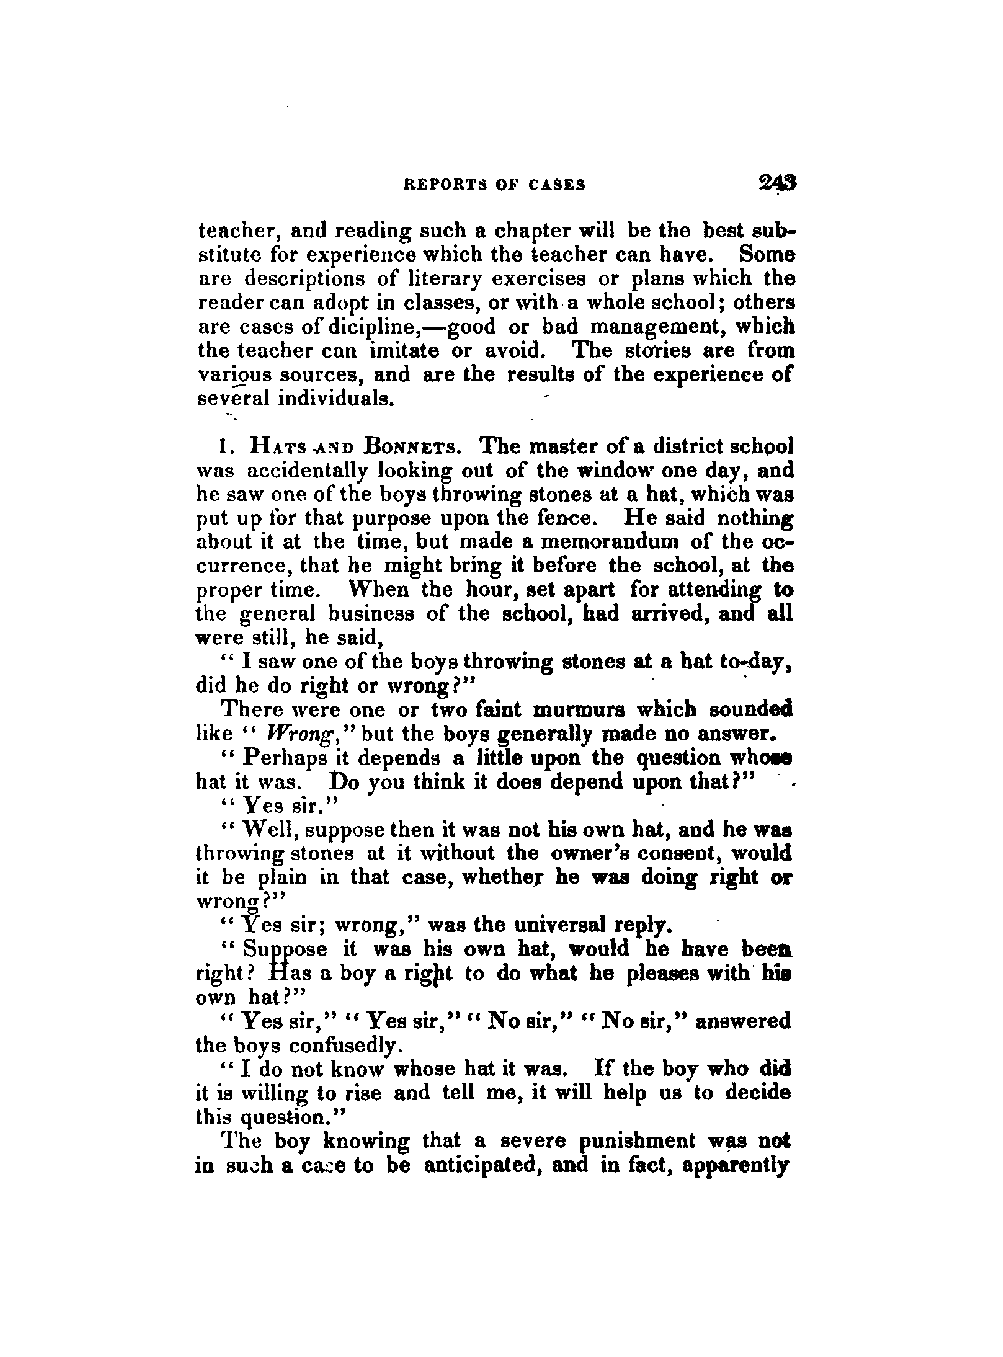 REPORTS OF CASES 243
teacher, and reading such a chapter will be the best sub-
stitute for experience which the teacher can have. Some
are descriptions of literary exercises or plans which the
reader can adopt in classes, or with a whole school; others
are cases of dicipline,—good or bad management, which
the teacher can imitate or avoid. The stories are from
various sources, and are the results of the experience of
several individuals.
1. HATS AND BONNETS. The master of a district school
was accidentally looking out of the window one day, and
he saw one of the boys throwing stones at a hat, which was
put up for that purpose upon the fence. He said nothing
about it at the time, but made a memorandum of the oc-
currence, that he might bring it before the school, at the
proper time. When the hour, set apart for attending to
the general business of the school, had arrived, and all
were still, he said,
“ I saw one of the boys throwing stones at a hat to-day,
did he do right or wrong?”
There were one or two faint murmurs which sounded
like “ Wrong,” but the boys generally made no answer.
“ Perhaps it depends a little upon the question whose
hat it was. Do you think it does depend upon that?”
“ Yes sir.”
“ Well, suppose then it was not his own hat, and he was
throwing stones at it without the owner’s consent, would
it be plain in that case, whether he was doing right or
wrong?”
“ Yes sir; wrong,” was the universal reply.
“ Suppose it was his own hat, would he have been
right? Has a boy a right to do what he pleases with his
own hat?”
“ Yes sir,” “ Yes sir,” “ No sir,” “ No sir,” answered
the boys confusedly.
“ I do not know whose hat it was. If the boy who did
it is willing to rise and tell me, it will help us to decide
this question.”
The boy knowing that a severe punishment was not
in such a case to be anticipated, and in fact, apparently